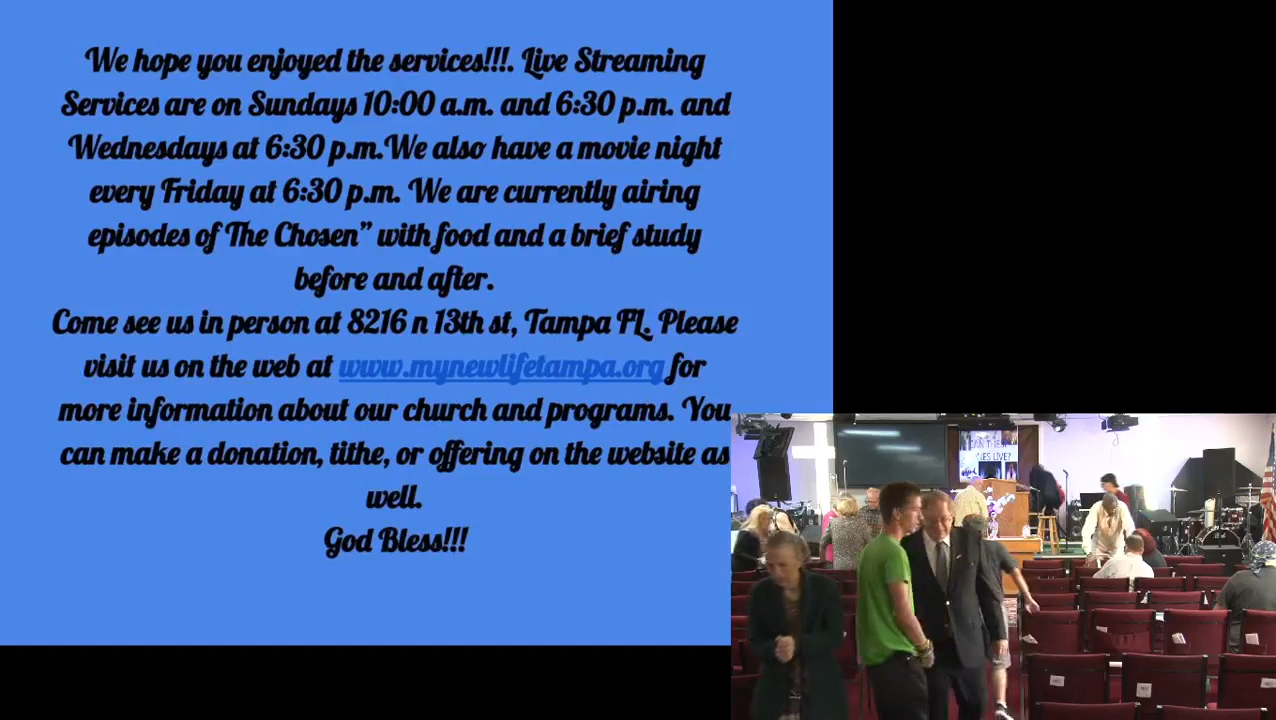 We hope you enjoyed the services!!!. Live Streaming
Services are on Sundays 10:00 a.m. and 6:30 p.m. and
Wednesdays at 6:30 p.m.We also have a movie night
every Friday at 6:30 p.m. We are currently airing
episodes of The Chosen” with food and a brief study
before and after.
Come see us in person at 8216 n 13th st, Tampa FL. Please
visit us on the web at www.mynewlifetampa.org for
more information about our church and programs. You
can make a donation, tithe, or offering on the website as
well.
God Bless!!!
CAN THESE
LIVE?